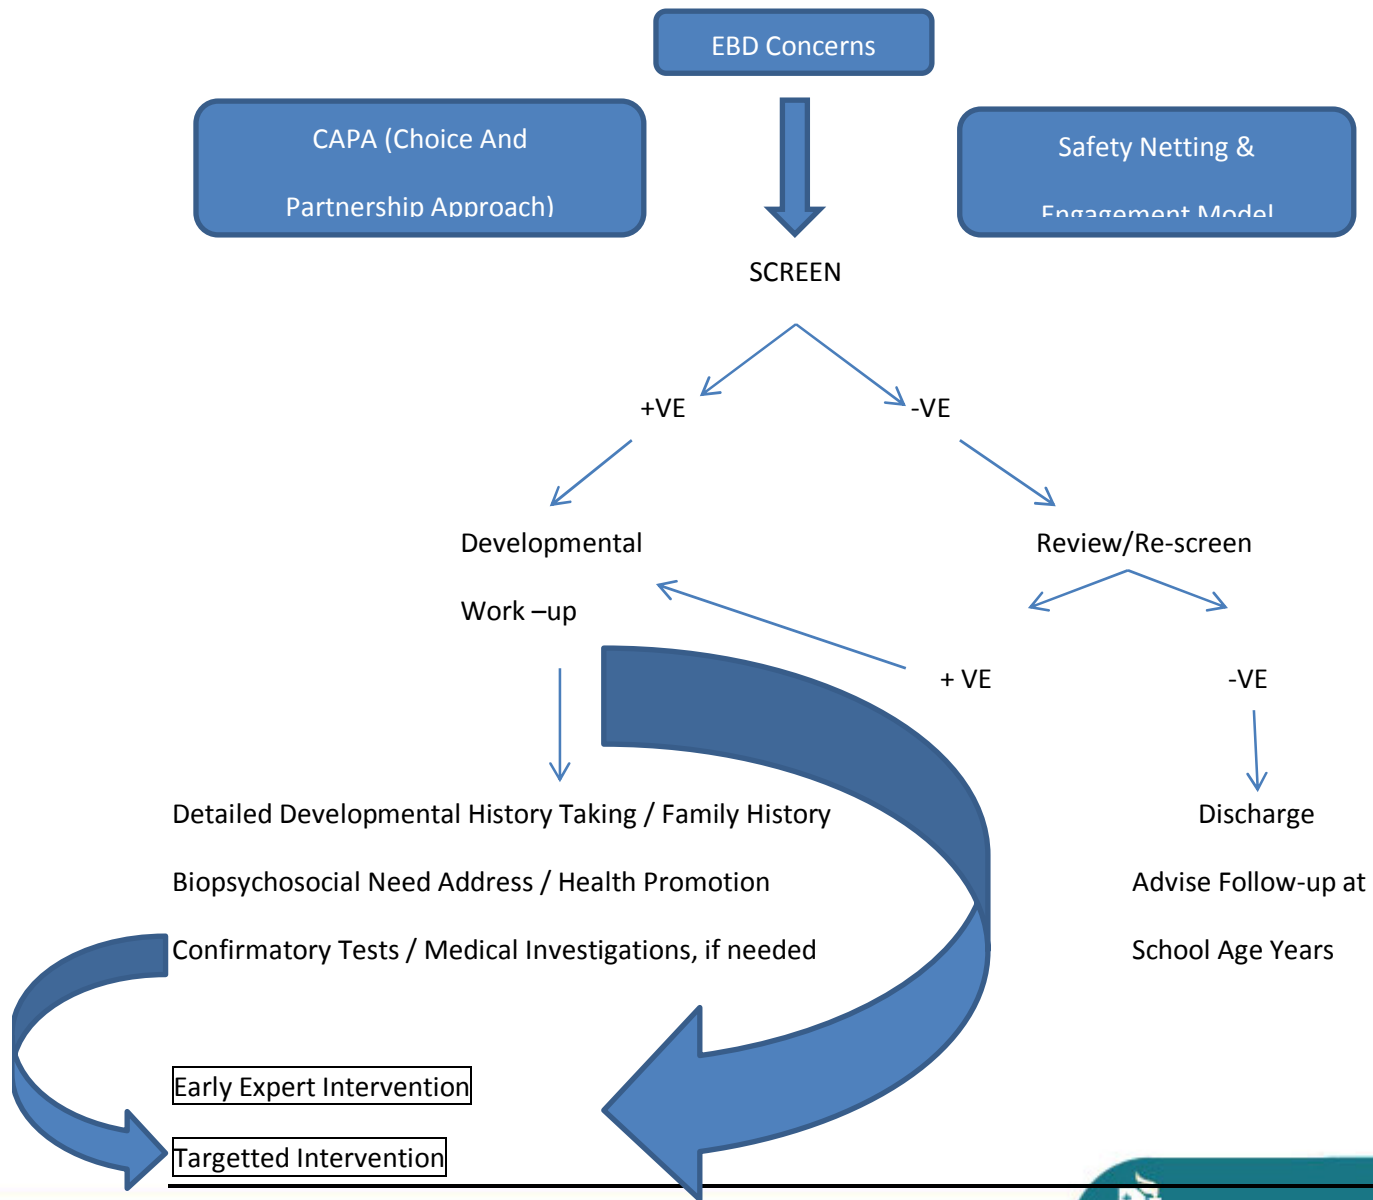 EBD Concerns
CAPA (Choice And
Partnership Approach)
Safety Netting &
Engagement Model
SCREEN
+VE
-VE
Developmental
Work –up
Review/Re-screen
+ VE
-VE
Detailed Developmental History Taking / Family History
Biopsychosocial Need Address / Health Promotion
Confirmatory Tests / Medical Investigations, if needed
Discharge
Advise Follow-up at
School Age Years
Early Expert Intervention
Targetted Intervention